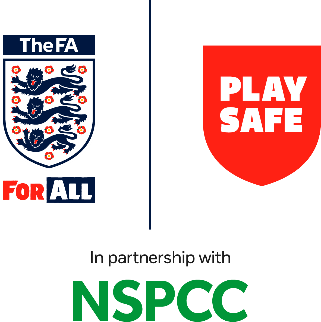 TheFA
FOR ALL
PLAY
SAFE
In partnership with
NSPCC